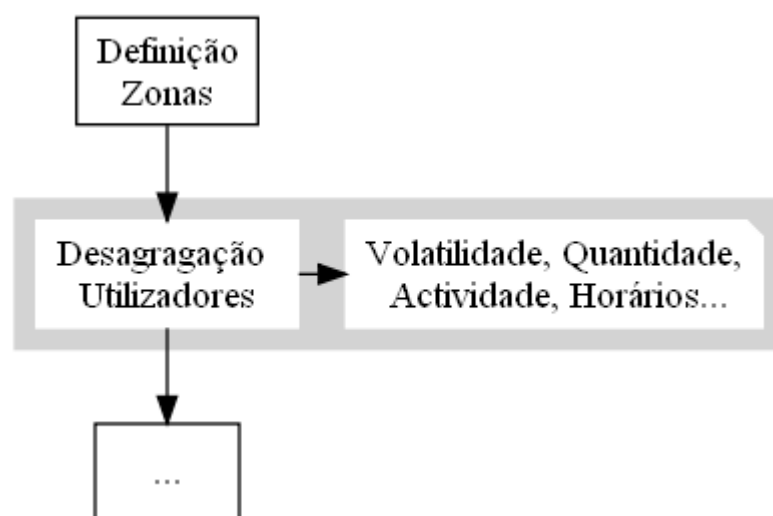 Definição
Zonas
Desagragação
Utilizadores
Volatilidade, Quantidade,
Actividade, Horários...
...